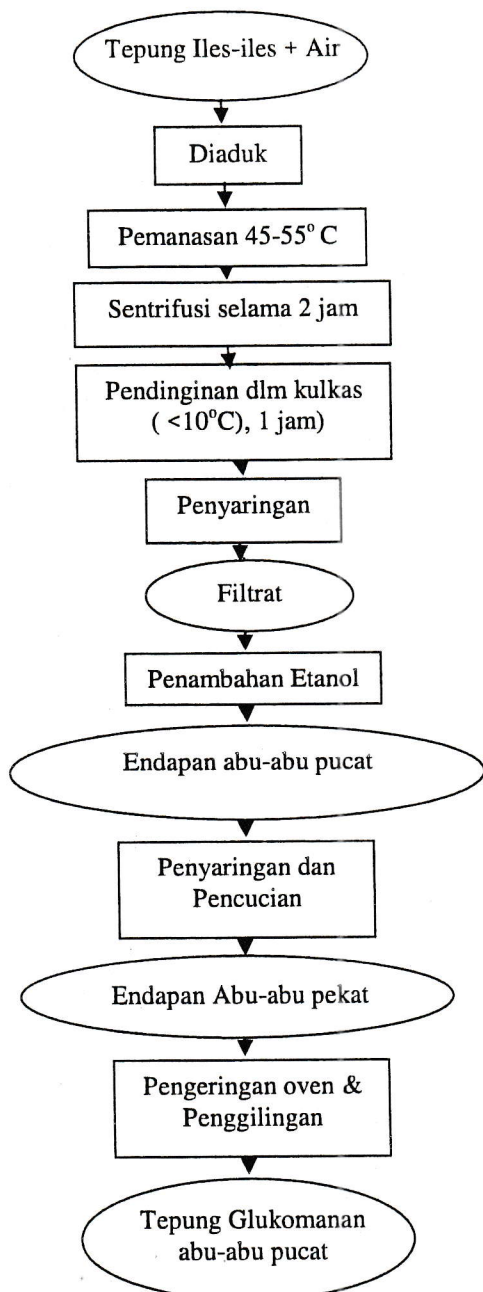 Tepung Iles-iles + Air
Diaduk
Pemanasan 45-55° C
Sentrifusi selama 2 jam
Pendinginan dlm kulkas
( <10°C), 1 jam)
Penyaringan
Filtrat
Penambahan Etanol
Endapan abu-abu pucat
Penyaringan dan
Pencucian
Endapan Abu-abu pekat
Pengeringan oven &
Penggilingan
Tepung Glukomanan
abu-abu pucat